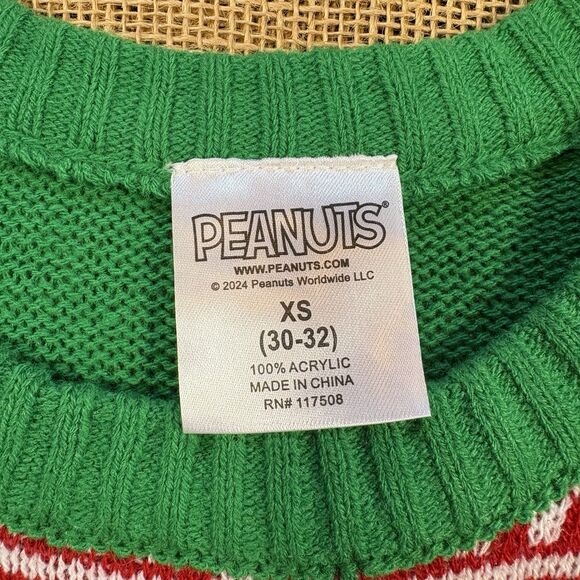 PEANUTS®
WWW.PEANUTS.COM
© 2024 Peanuts Worldwide LLC
XS
(30-32)
100% ACRYLIC
MADE IN CHINA
RN# 117508